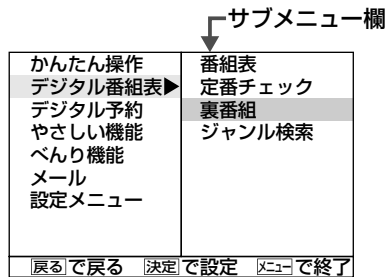 サブメニュー欄
かんたん操作
デジタル番組表▶
デジタル予約
やさしい機能
べんり機能
メール
設定メニュー
番組表
定番チェック
裏番組
ジャンル検索
戻る で戻る 決定 で設定 メニュー で終了